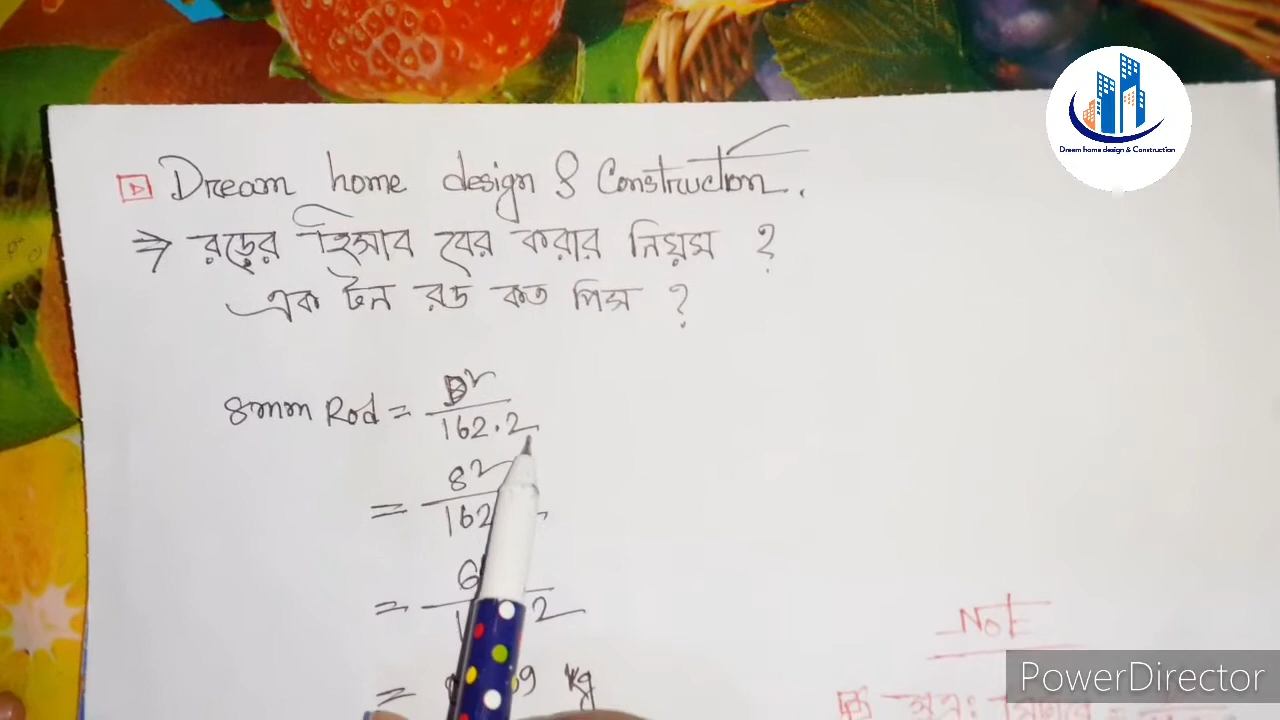 Dream home design & Construction.
⇒ রডের হিসাব বের করার নিয়ম ?
এক টন রড কত পিস ?
8mm Rod = D²
162.2
= 8²
162
=
2
= 9 kg
Note
সূত্র:
Dream home design & Construction
PowerDirector